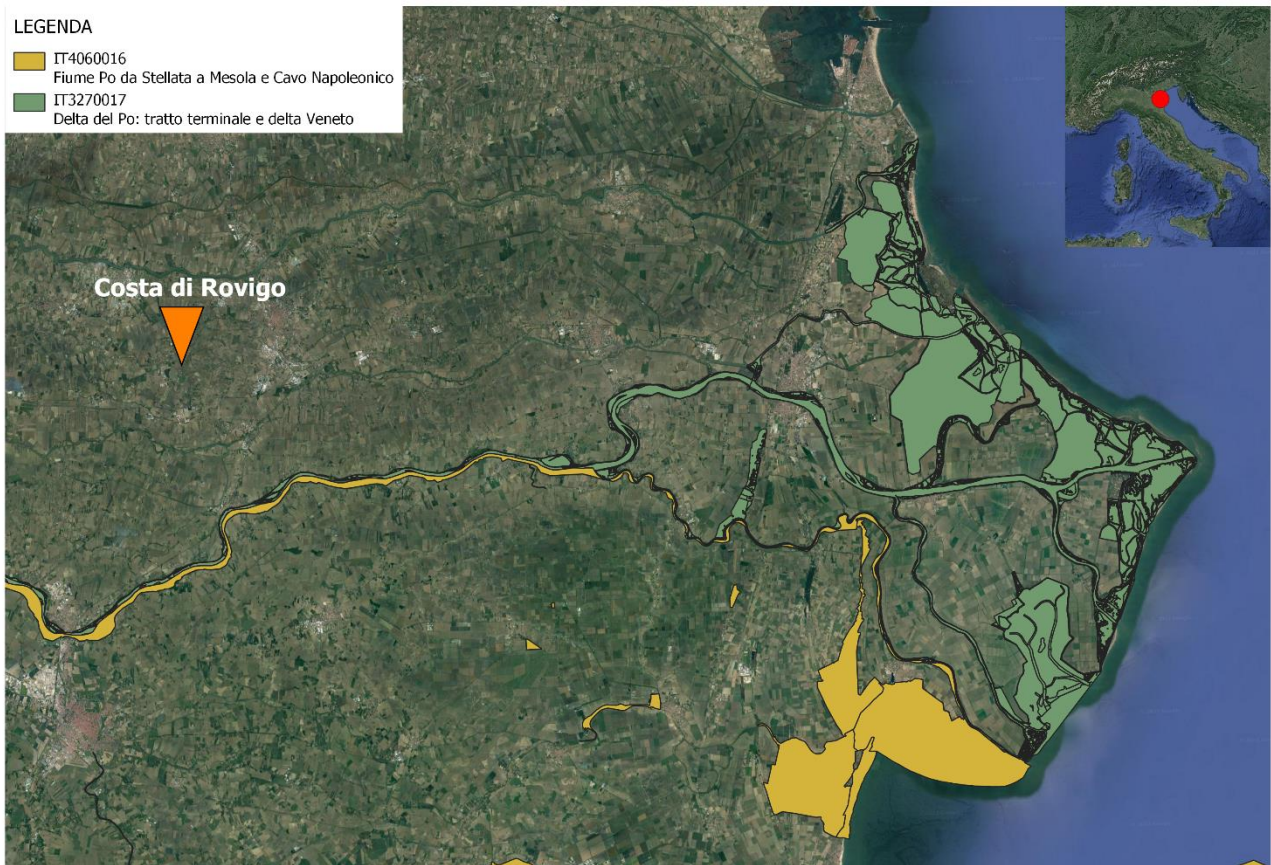 LEGENDA
IT4060016
Fiume Po da Stellata a Mesola e Cavo Napoleonico
IT3270017
Delta del Po: tratto terminale e delta Veneto
Costa di Rovigo